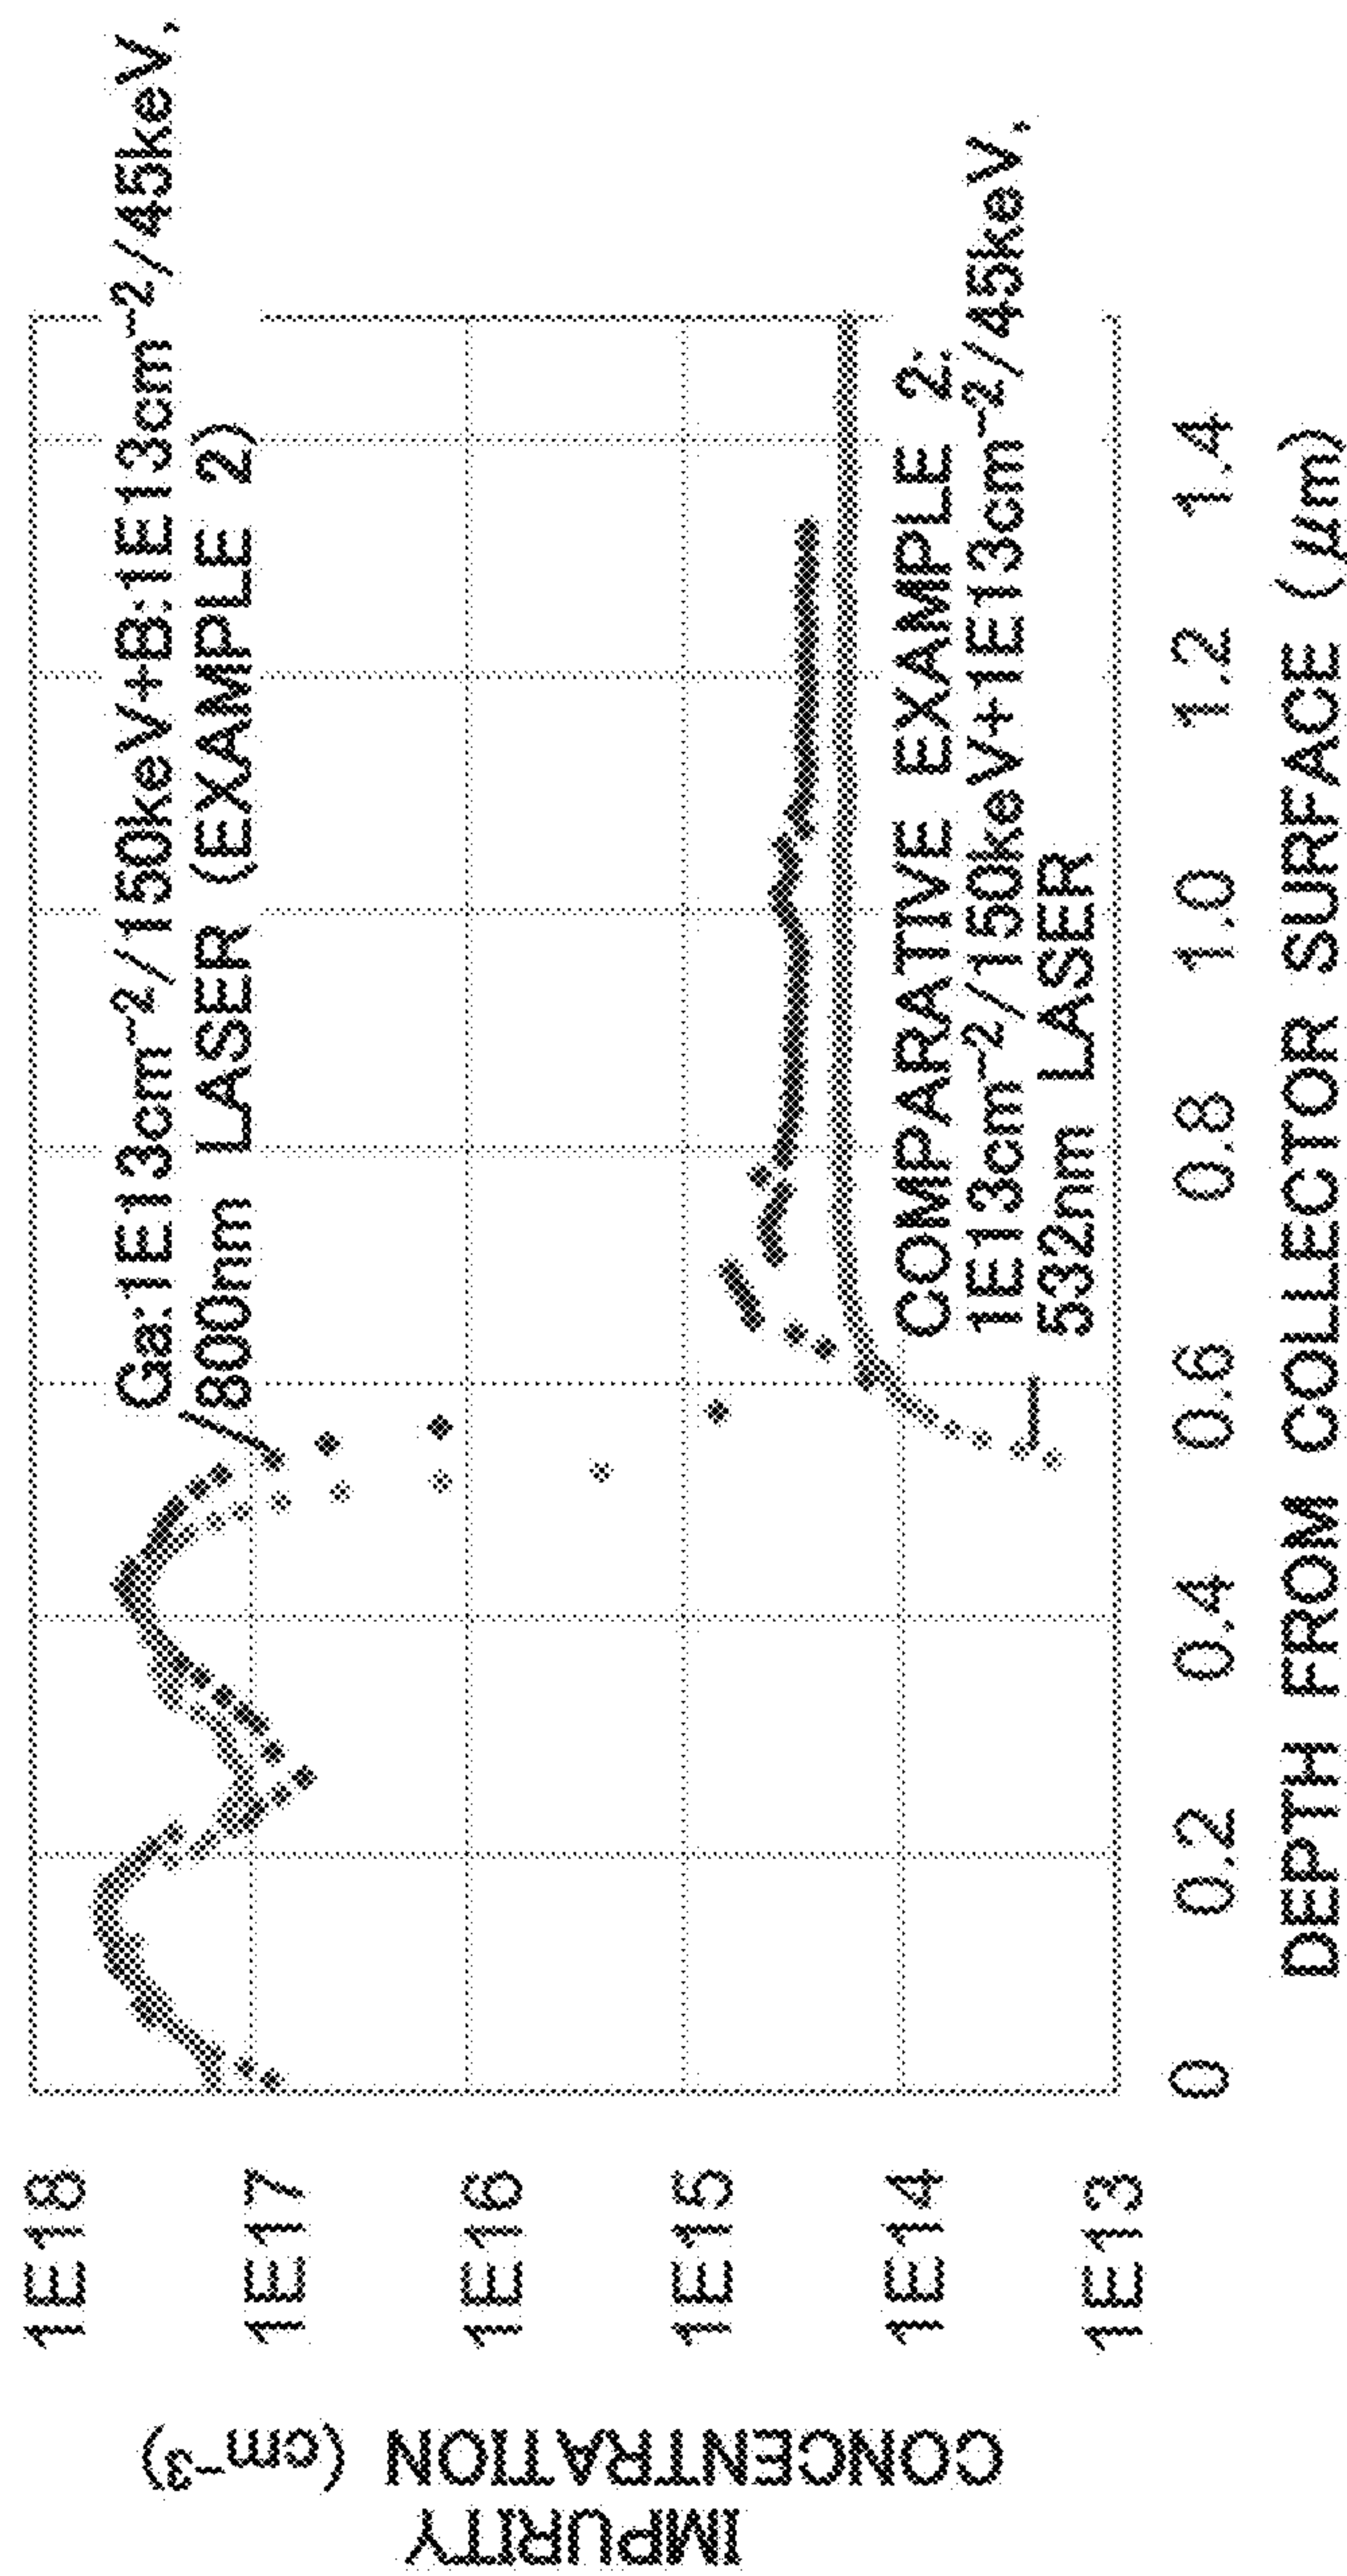 IMPURITY
CONCENTRATION (cm⁻³)
1E18
1E17
1E16
1E15
1E14
1E13
Ga:1E13cm⁻²/150keV+B:1E13cm⁻²/45keV,
800nm LASER (EXAMPLE 2)
COMPARATIVE EXAMPLE 2:
1E13cm⁻²/150keV+1E13cm⁻²/45keV,
532nm LASER
0 0.2 0.4 0.6 0.8 1.0 1.2 1.4
DEPTH FROM COLLECTOR SURFACE (μm)